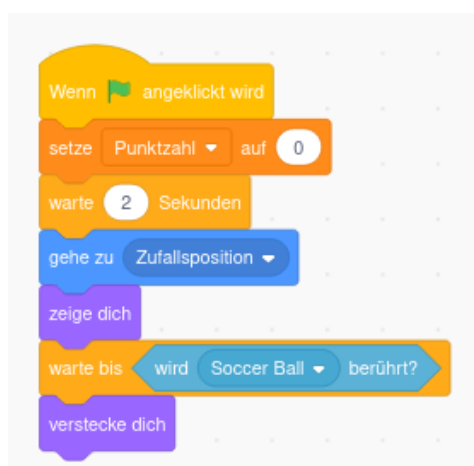 Wenn angeklickt wird
setze Punktzahl auf 0
warte 2 Sekunden
gehe zu Zufallsposition
zeige dich
warte bis wird Soccer Ball berührt?
verstecke dich